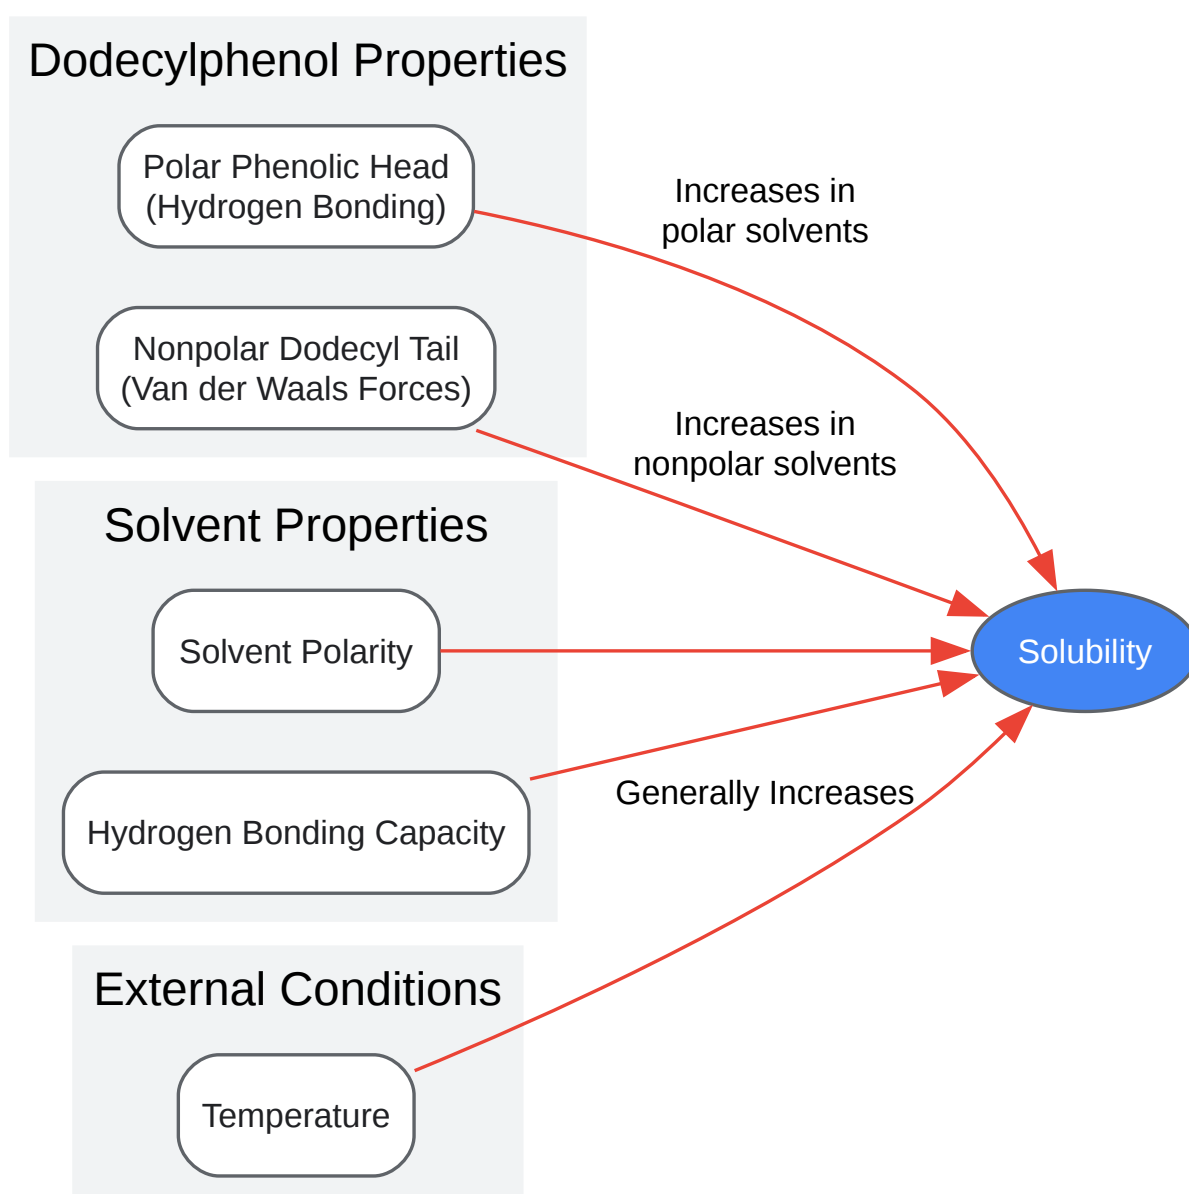 Dodecylphenol Properties
Polar Phenolic Head
(Hydrogen Bonding)
Increases in
polar solvents
Nonpolar Dodecyl Tail
(Van der Waals Forces)
Increases in
nonpolar solvents
Solvent Properties
Solvent Polarity
Solubility
Hydrogen Bonding Capacity
Generally Increases
External Conditions
Temperature